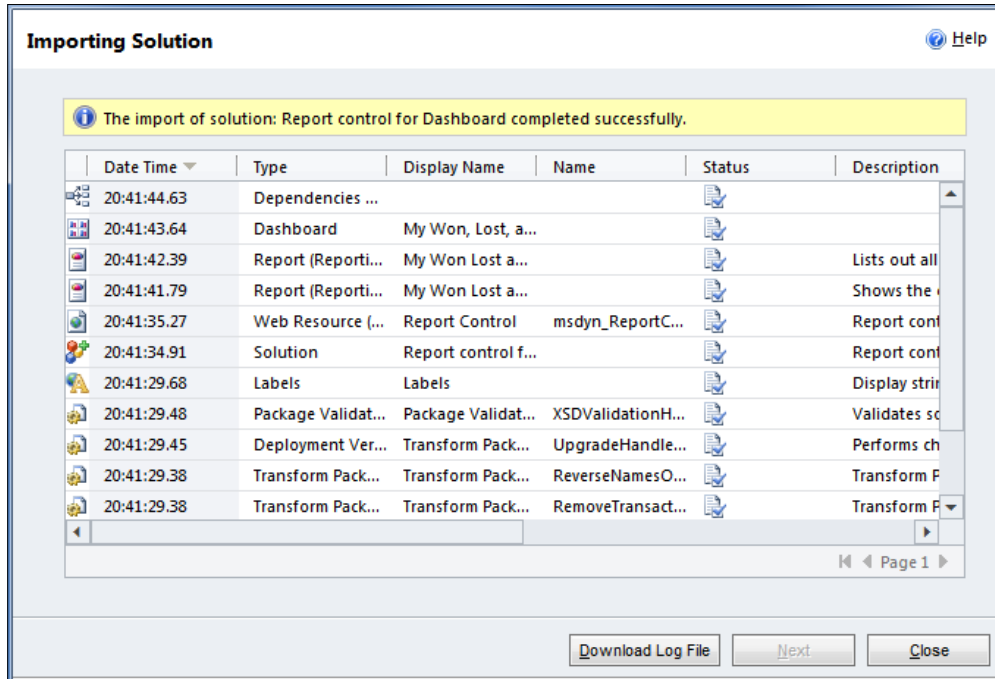 Importing Solution
Help
The import of solution: Report control for Dashboard completed successfully.
Date Time Type Display Name Name Status Description
20:41:44.63 Dependencies ...
20:41:43.64 Dashboard My Won, Lost, a...
20:41:42.39 Report (Reporti... My Won Lost a... Lists out all
20:41:41.79 Report (Reporti... My Won Lost a... Shows the
20:41:35.27 Web Resource (... Report Control msdyn_ReportC... Report cont
20:41:34.91 Solution Report control f... Report cont
20:41:29.68 Labels Labels Display strin
20:41:29.48 Package Validat... Package Validat... XSDValidationH... Validates sc
20:41:29.45 Deployment Ver... Transform Pack... UpgradeHandle... Performs ch
20:41:29.38 Transform Pack... Transform Pack... ReverseNamesO... Transform P
20:41:29.38 Transform Pack... Transform Pack... RemoveTransact... Transform P
Page 1
Download Log File Next Close